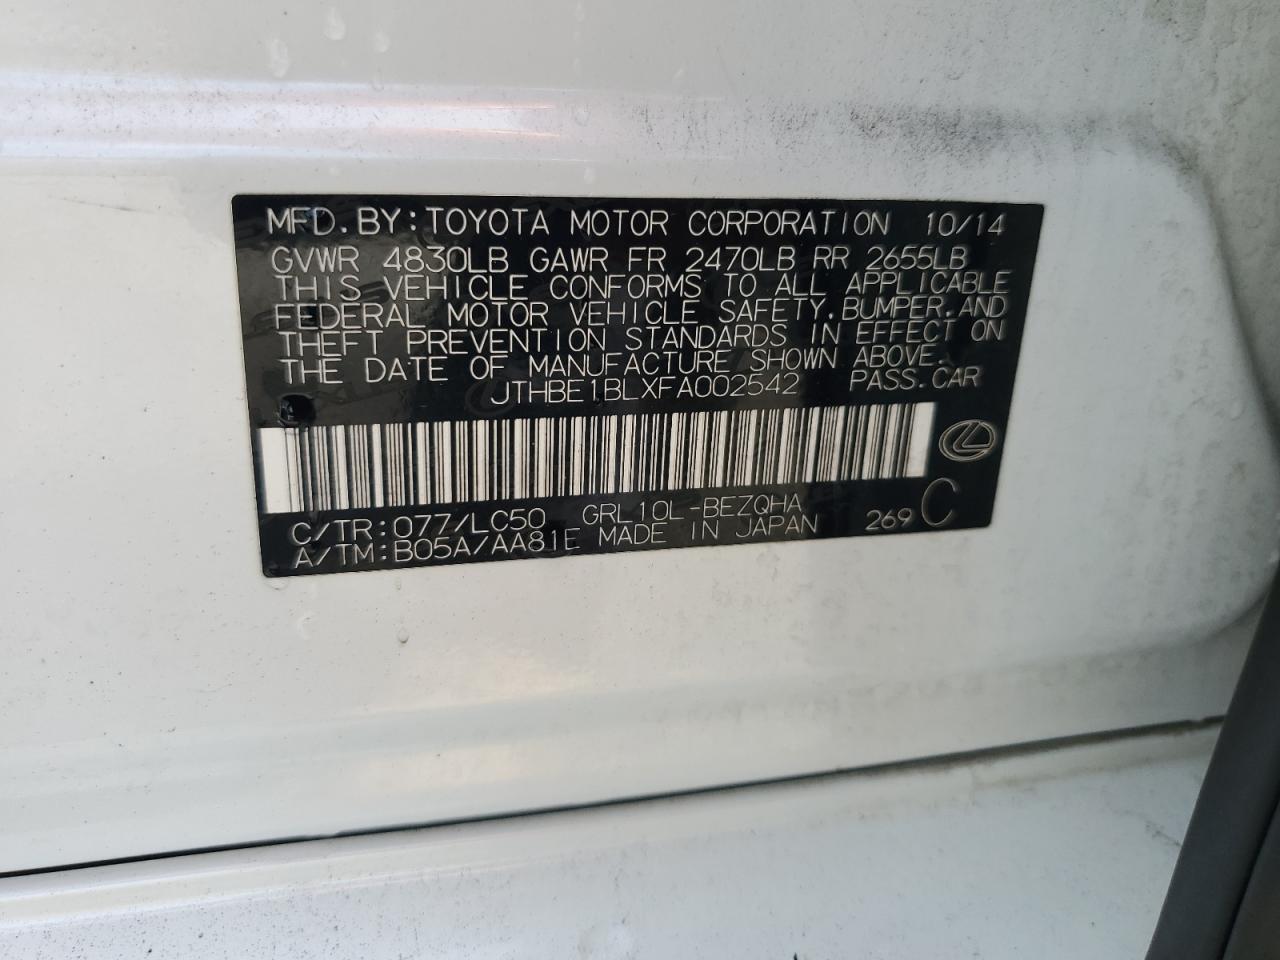 MFD. BY: TOYOTA MOTOR CORPORATION 10/14
GVWR 4830LB GAWR FR 2470LB RR 2655LB
THIS VEHICLE CONFORMS TO ALL APPLICABLE
FEDERAL MOTOR VEHICLE SAFETY, BUMPER, AND
THEFT PREVENTION STANDARDS IN EFFECT ON
THE DATE OF MANUFACTURE SHOWN ABOVE.
JTHBE1BLXFA002542 PASS. CAR
C/TR: 077/LC50 GRL10L-BEZQHA
A/TM: B05A/AA81E MADE IN JAPAN 269 C